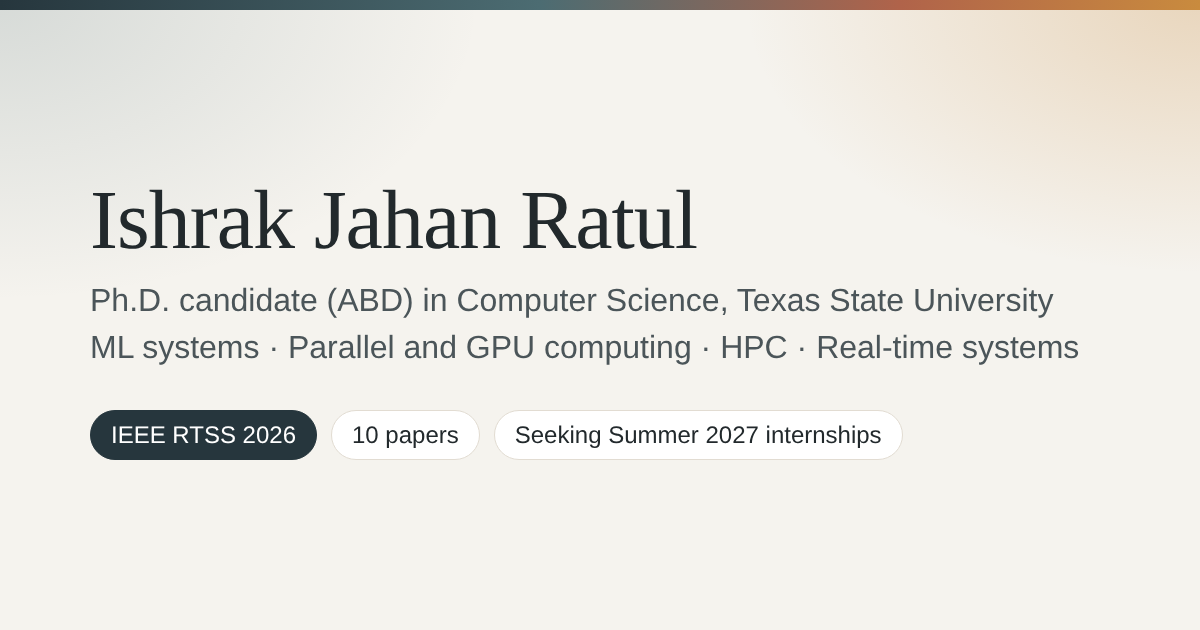 Ishrak Jahan Ratul
Ph.D. candidate (ABD) in Computer Science, Texas State University
ML systems · Parallel and GPU computing · HPC · Real-time systems
IEEE RTSS 2026
10 papers
Seeking Summer 2027 internships